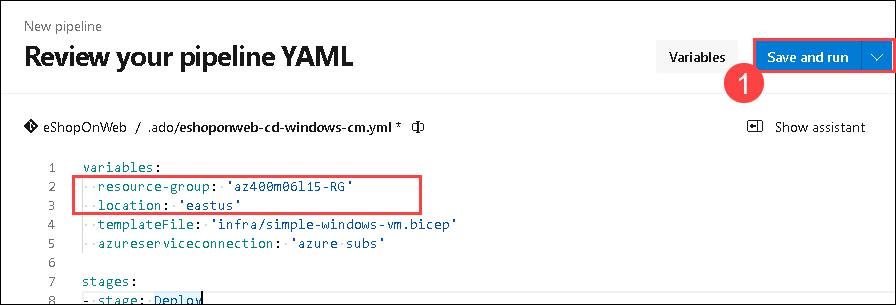 New pipeline
Review your pipeline YAML
Variables
Save and run
1
eShopOnWeb / .ado/eshoponweb-cd-windows-cm.yml *
Show assistant
1 variables:
2 resource-group: 'az400m06l15-RG'
3 location: 'eastus'
4 templateFile: 'infra/simple-windows-vm.bicep'
5 azureserviceconnection: 'azure subs'
6
7 stages:
8 - stage: Deploy